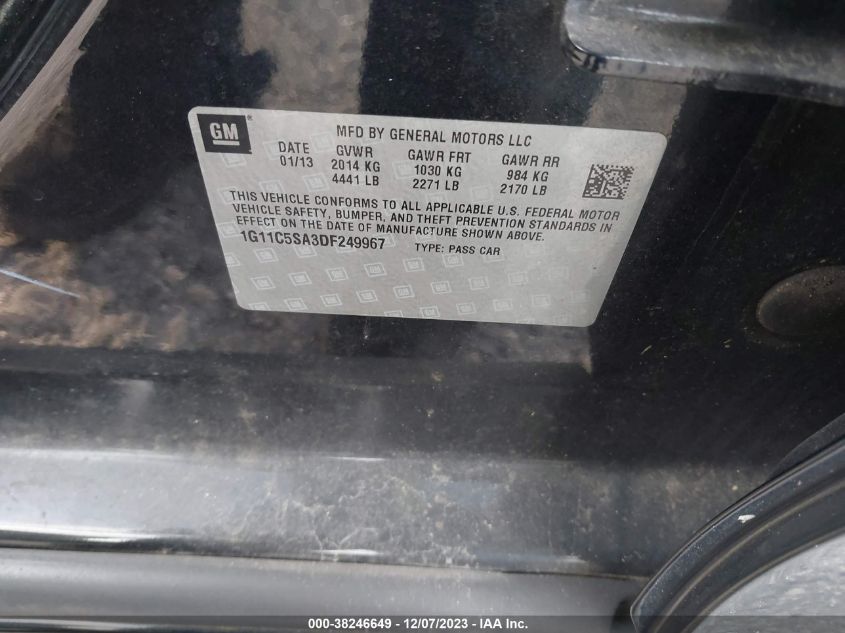 GM ®
MFD BY GENERAL MOTORS LLC
DATE GVWR GAWR FRT GAWR RR
01/13 2014 KG 1030 KG 984 KG
4441 LB 2271 LB 2170 LB
THIS VEHICLE CONFORMS TO ALL APPLICABLE U.S. FEDERAL MOTOR
VEHICLE SAFETY, BUMPER, AND THEFT PREVENTION STANDARDS IN
EFFECT ON THE DATE OF MANUFACTURE SHOWN ABOVE.
1G11C5SA3DF249967 TYPE: PASS CAR
000-38246649 - 12/07/2023 - IAAI.com.